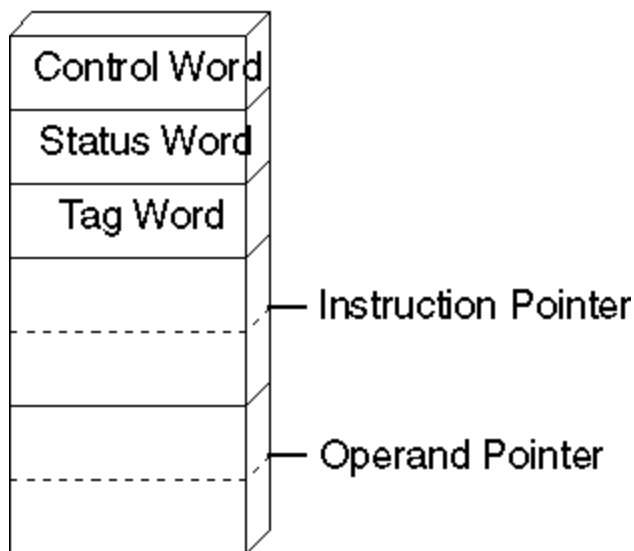 Control Word
Status Word
Tag Word
Instruction Pointer
Operand Pointer